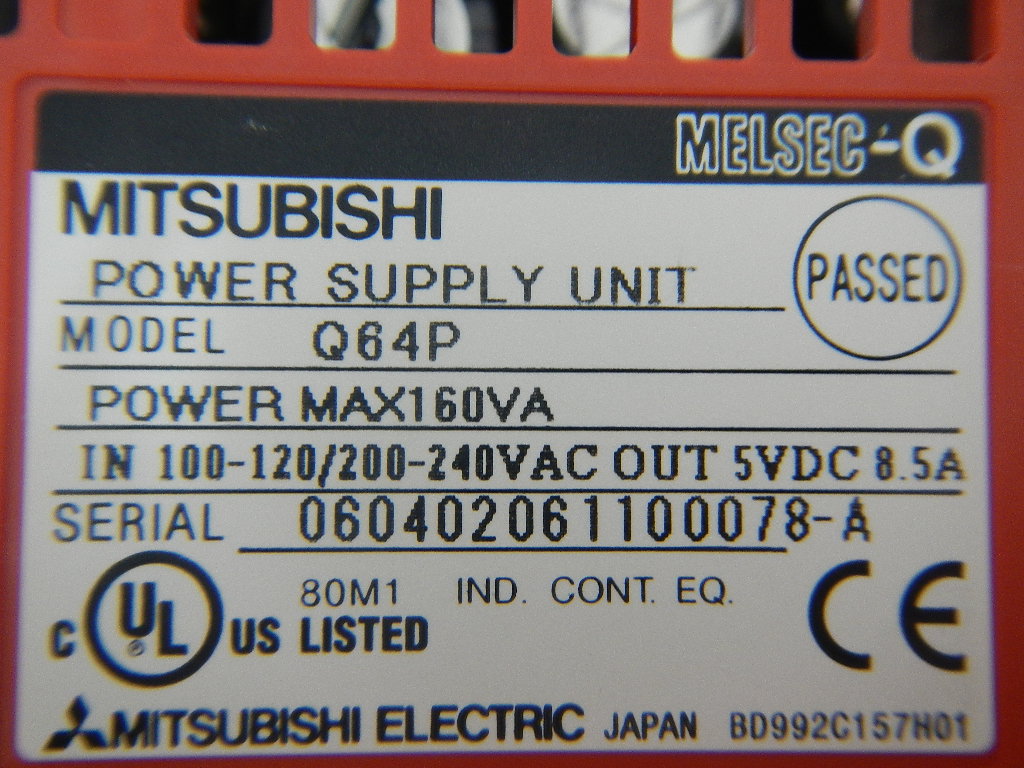 MELSEC-Q
MITSUBISHI
POWER SUPPLY UNIT
PASSED
MODEL Q64P
POWER MAX160VA
IN 100-120/200-240VAC OUT 5VDC 8.5A
SERIAL 060402061100078-A
80M1 IND. CONT. EQ.
C UL ® US LISTED
CE
MITSUBISHI ELECTRIC JAPAN BD992C157H01